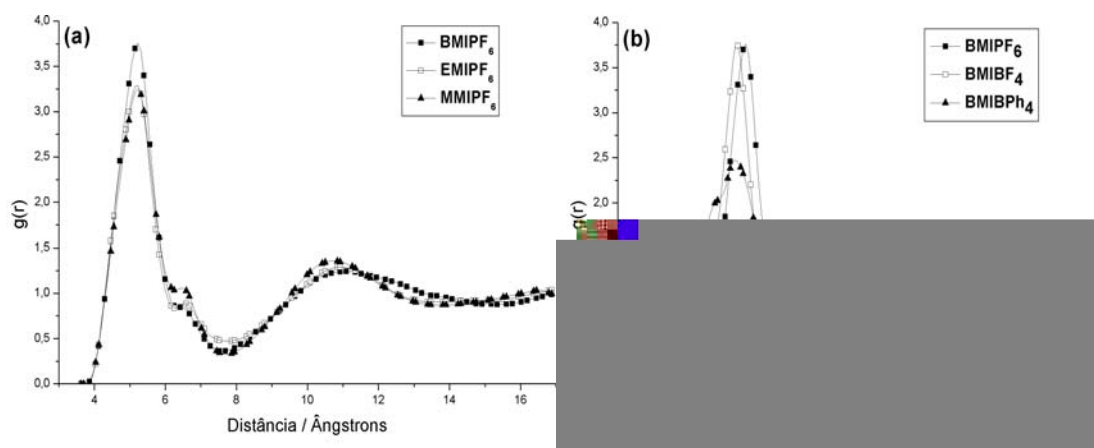 (a)
BMIPF6
EMIPF6
MMIPF6
4,0
3,5
3,0
2,5
2,0
1,5
1,0
0,5
0,0
g(r)
4
6
8
10
12
14
16
Distância / Ângstrons
(b)
BMIPF6
BMIBF4
BMIBPh4
4,0
3,5
3,0
2,5
2,0
g(r)